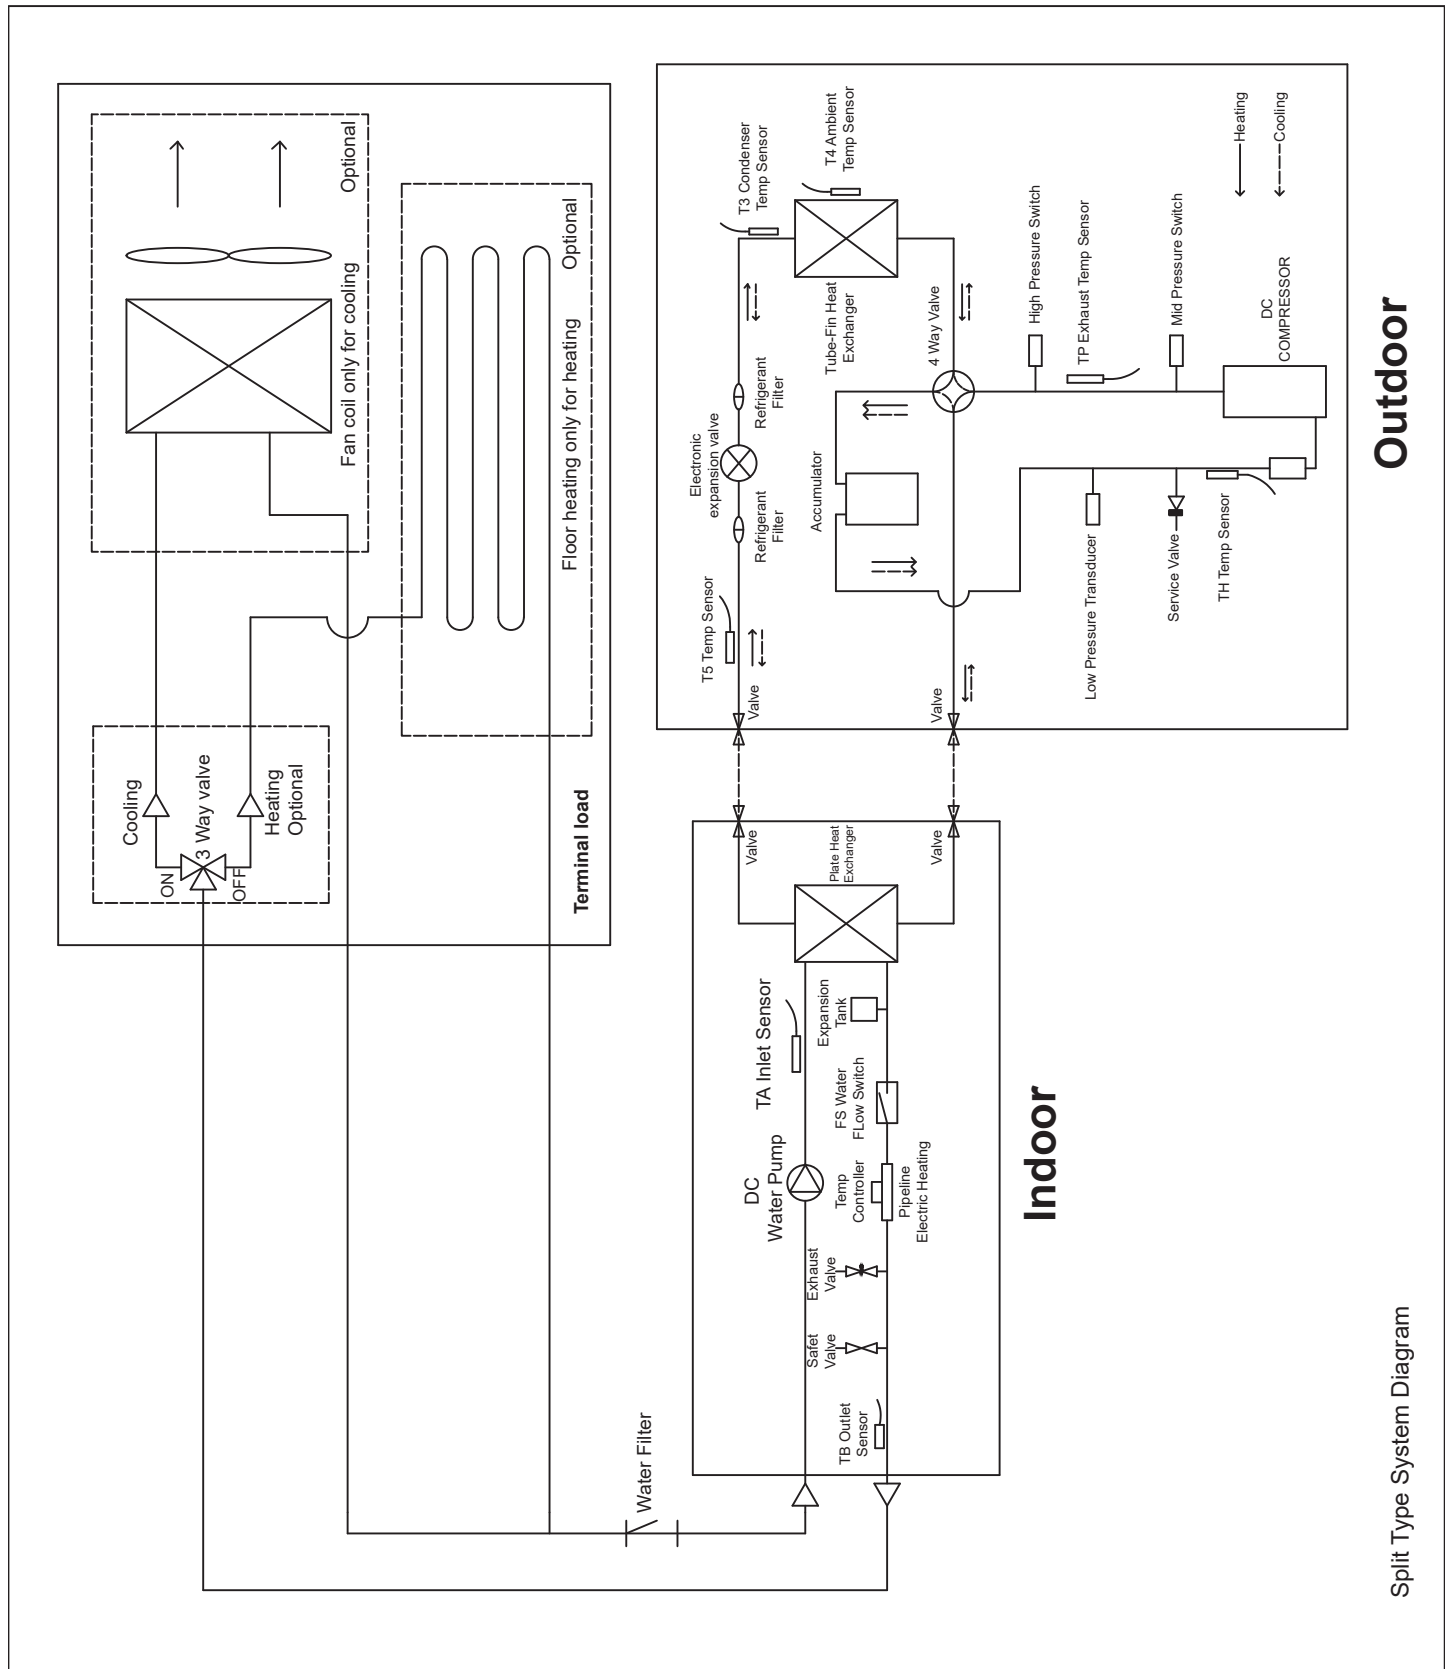 Split Type System Diagram
Terminal load
ON
OFF
3 Way valve
Cooling
Heating
Optional
Fan coil only for cooling
Optional
Floor heating only for heating
Optional
Water Filter
Indoor
TB Outlet
Sensor
Safet
Valve
Exhaust
Valve
DC
Water Pump
Temp
Controller
Pipeline
Electric Heating
TA Inlet Sensor
FS Water
FLow Switch
Expansion
Tank
Plate Heat
Exchanger
Valve
Valve
Outdoor
Valve
Valve
T5 Temp Sensor
Refrigerant
Filter
Electronic
expansion valve
Refrigerant
Filter
T3 Condenser
Temp Sensor
T4 Ambient
Temp Sensor
Tube-Fin Heat
Exchanger
Accumulator
4 Way Valve
Low Pressure Transducer
Service Valve
TH Temp Sensor
High Pressure Switch
TP Exhaust Temp Sensor
Mid Pressure Switch
DC
COMPRESSOR
Heating
Cooling